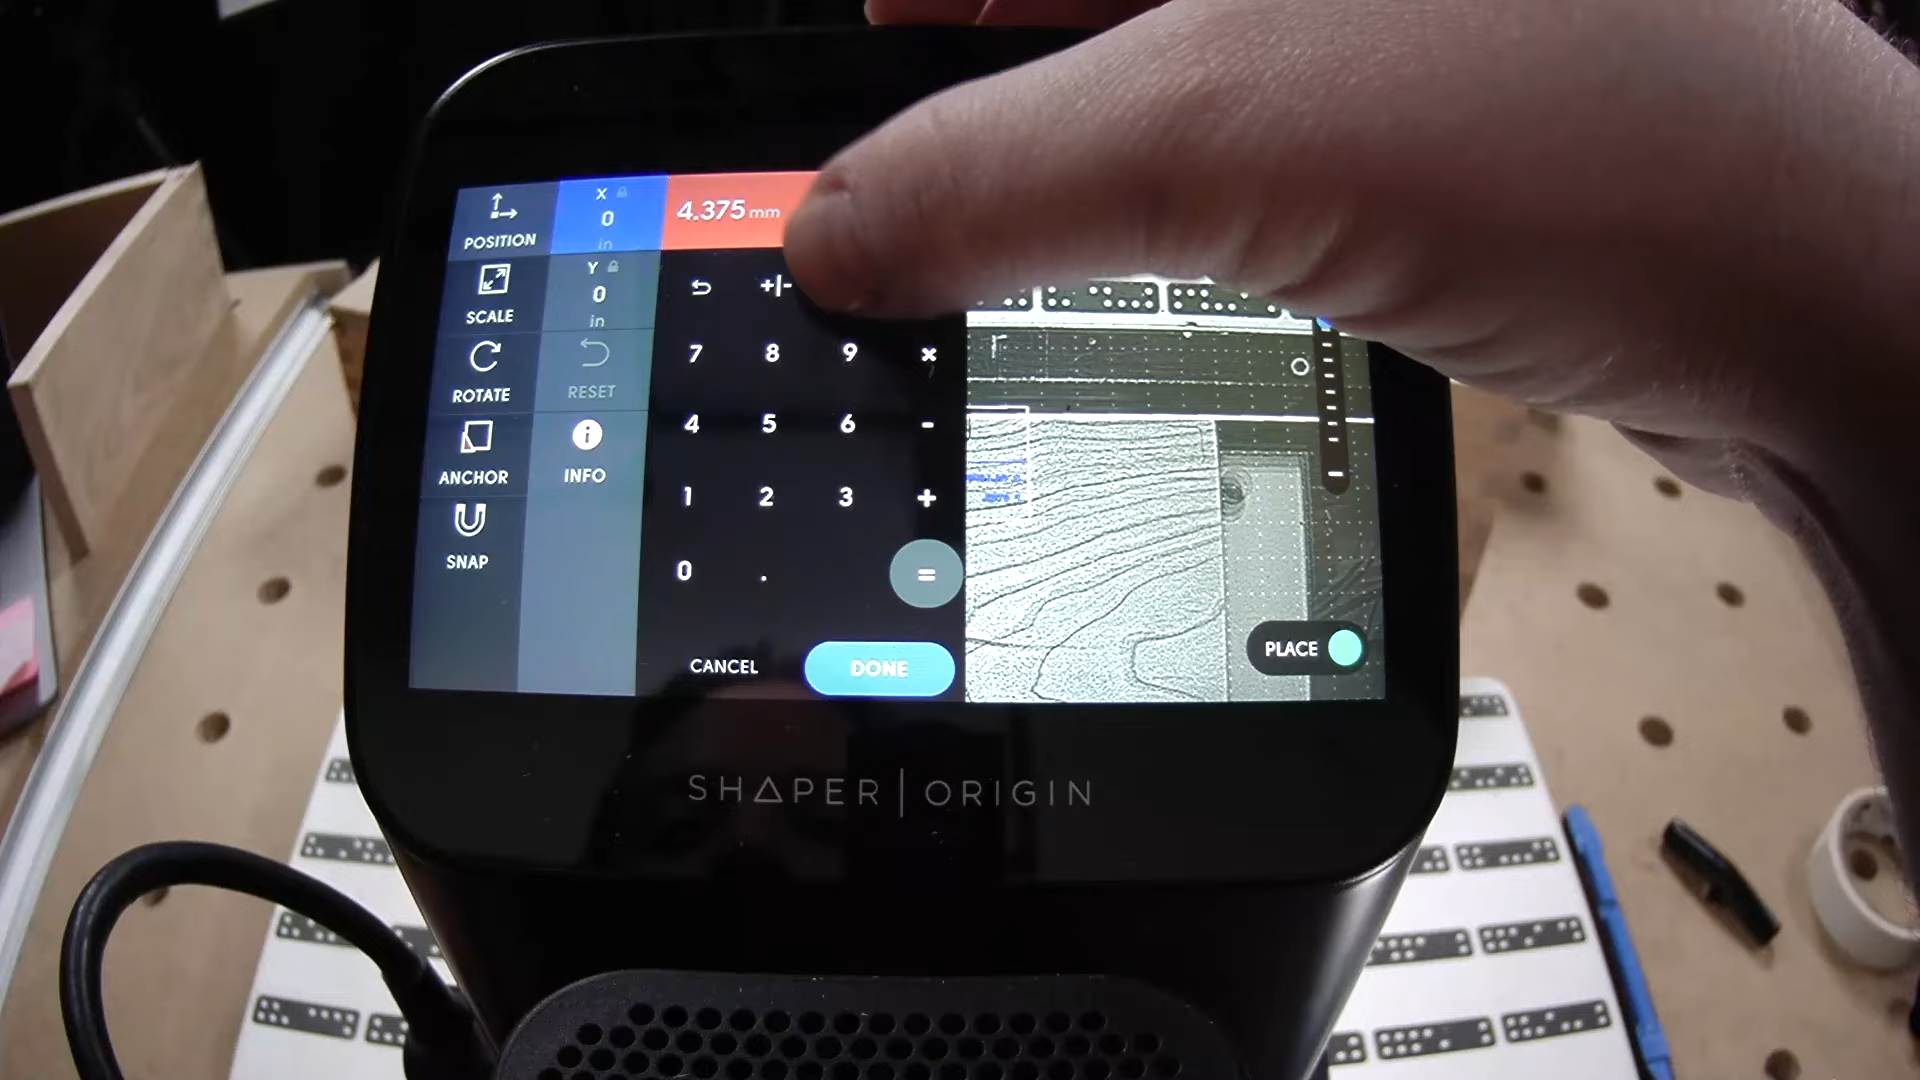 POSITION
SCALE
ROTATE
ANCHOR
SNAP
X
0
in
Y
0
in
RESET
INFO
4.375 mm
+|-
7 8 9 ×
4 5 6 -
1 2 3 +
0 . =
CANCEL DONE
PLACE
SHAPER | ORIGIN